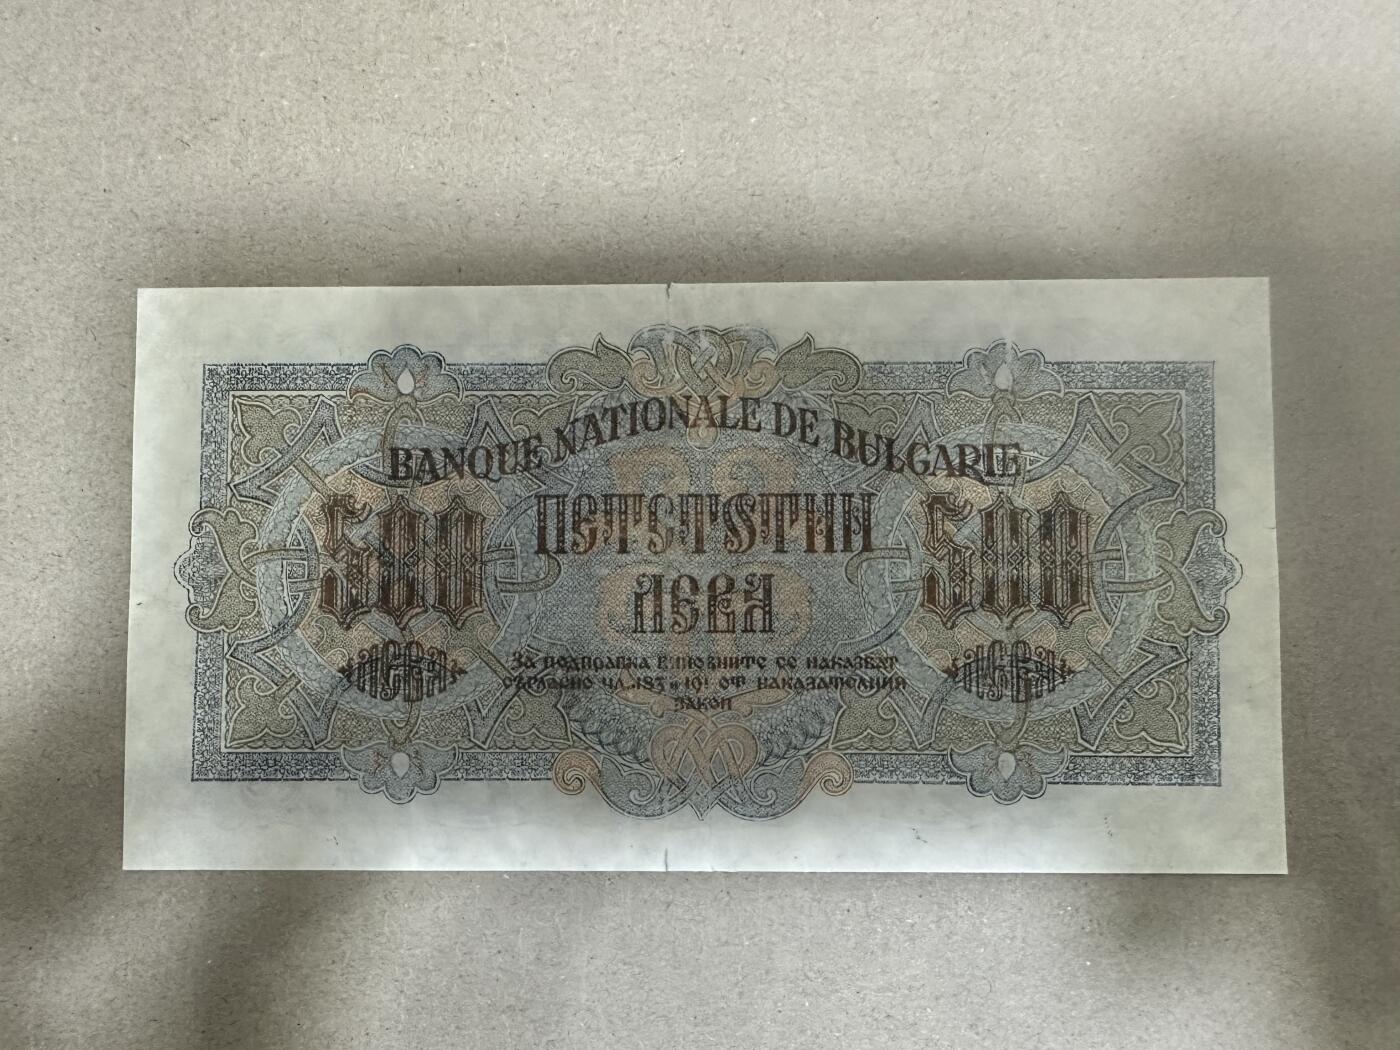 BANQUE NATIONALE DE BULGARIE
500 ПЕТСТОТИН 500
ЛЕВА
ЛЕВА ЛЕВА
За подправка виновните се наказват
съгласно чл. 183 и 191 от наказателния
закон